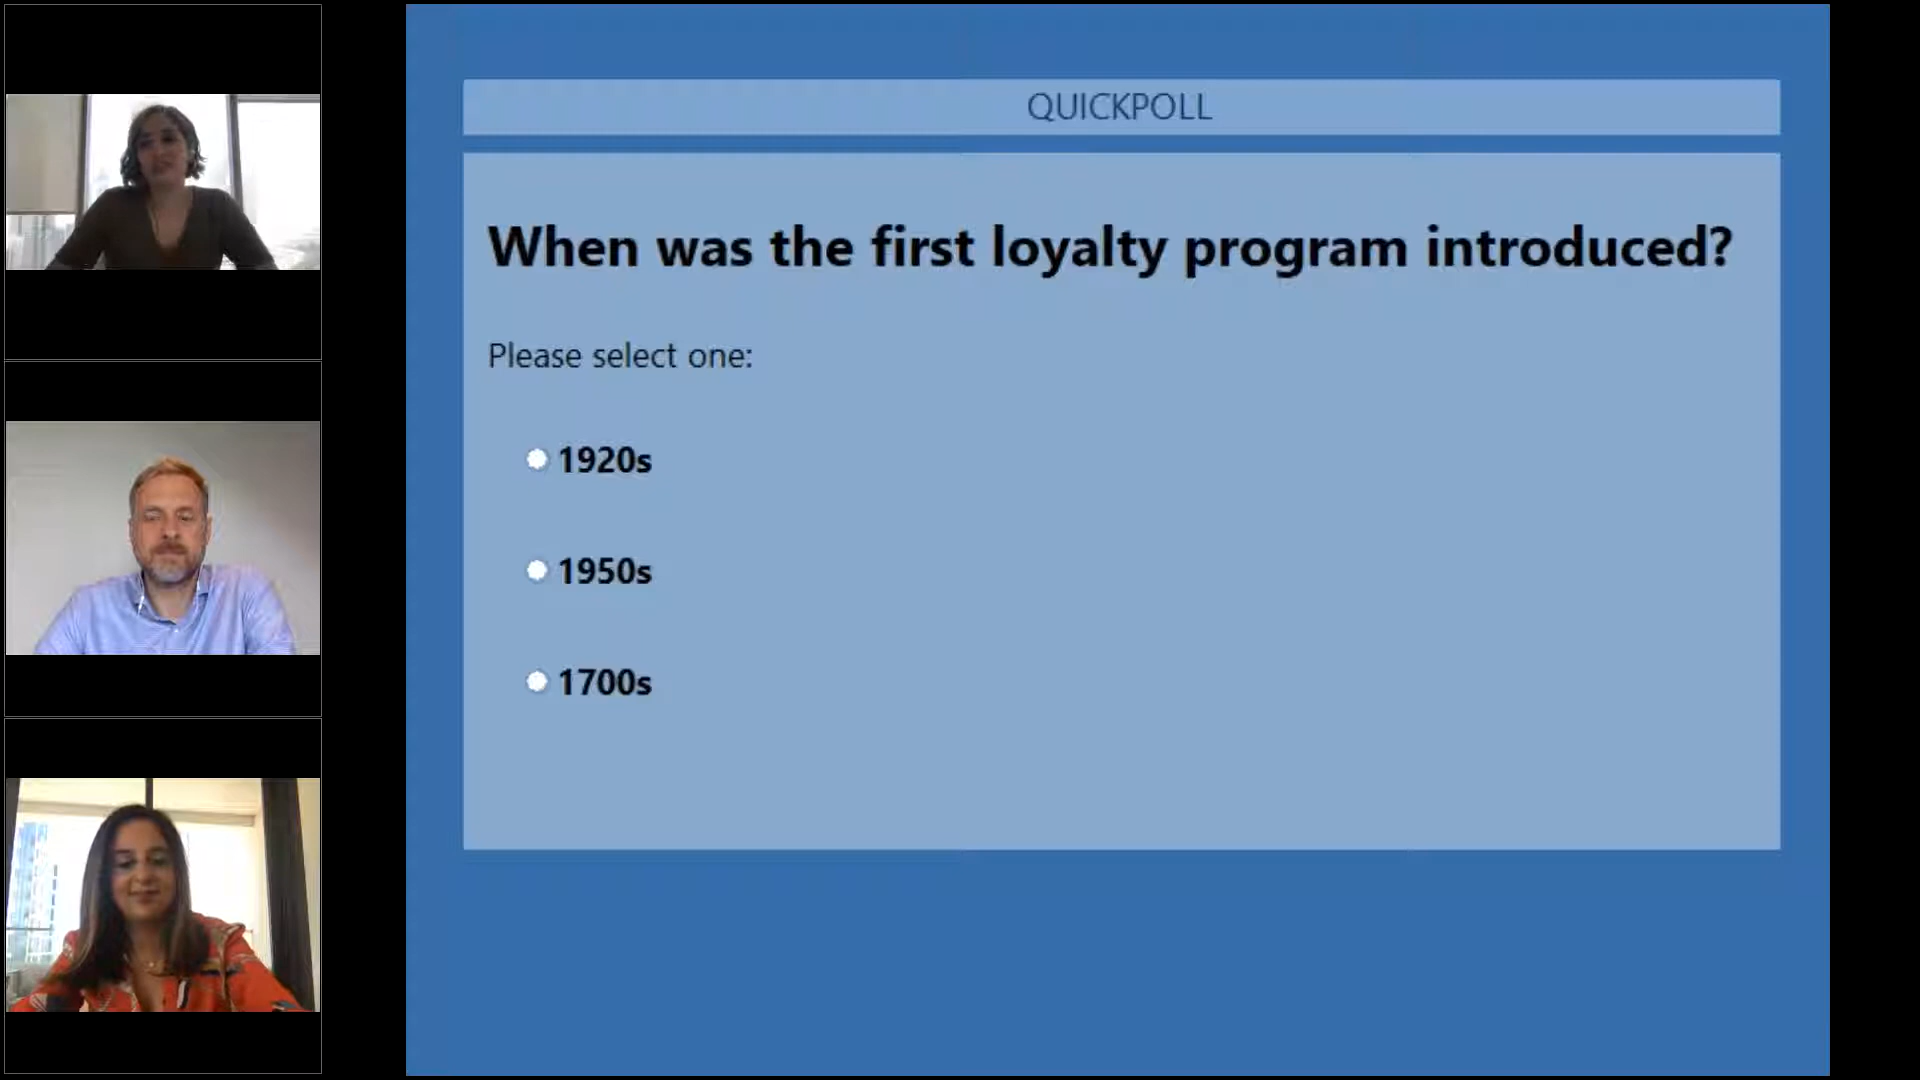 QUICKPOLL
When was the first loyalty program introduced?
Please select one:
1920s
1950s
1700s